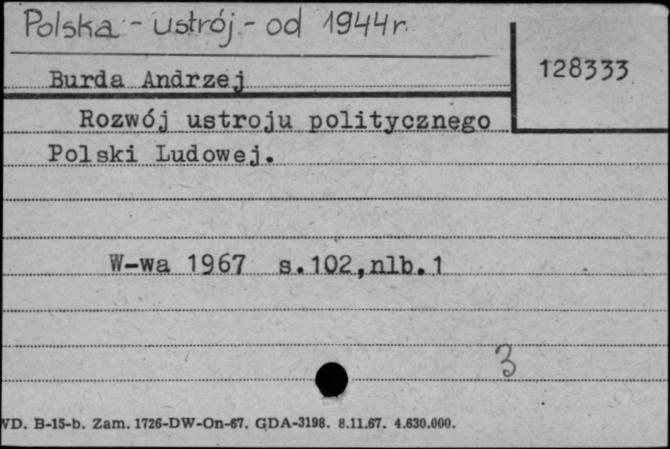 Polska - ustrój - od 1944 r.
128333
Burda Andrzej
Rozwój ustroju politycznego
Polski Ludowej.
W-wa 1967 s.102,nlb.1
3
WD. B-15-b. Zam. 1726-DW-On-67. GDA-3198. 8.11.67. 4.630.000.